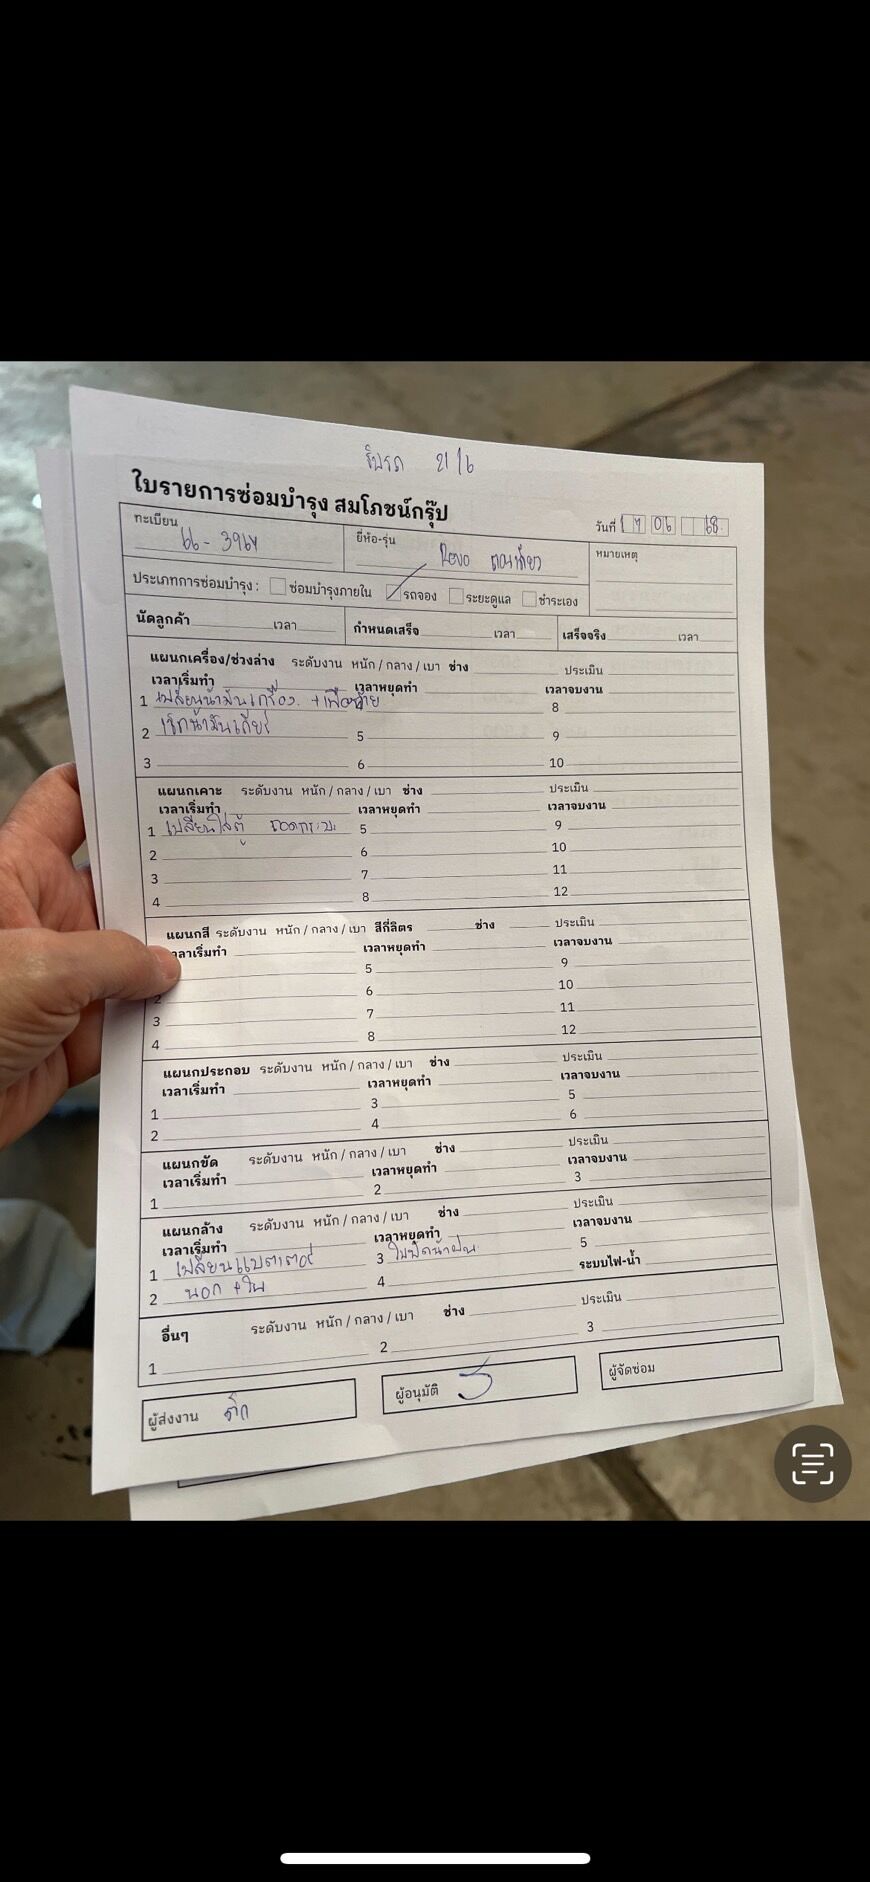 รับรถ 21/6
ใบรายการซ่อมบำรุง สมโภชน์กรุ๊ป
วันที่ 17 06 68
ทะเบียน 66-3964 ยี่ห้อ-รุ่น Revo ตอนเดียว หมายเหตุ
ประเภทการซ่อมบำรุง : ซ่อมบำรุงภายใน รถจอง ระยะดูแล ชำระเอง
นัดลูกค้า เวลา กำหนดเสร็จ เวลา เสร็จจริง เวลา
แผนกเครื่อง/ช่วงล่าง ระดับงาน หนัก / กลาง / เบา ช่าง ประเมิน
เวลาเริ่มทำ เวลาหยุดทำ เวลาจบงาน
1 เปลี่ยนน้ำมันเครื่อง +เฟืองท้าย 8
2 เช็คน้ำมันเกียร์ 5 9
3 6 10
แผนกเคาะ ระดับงาน หนัก / กลาง / เบา ช่าง ประเมิน
เวลาเริ่มทำ เวลาหยุดทำ เวลาจบงาน
1 เปลี่ยนใส่ตู้ ถอดกระบะ 5 9
2 6 10
3 7 11
4 8 12
แผนกสี ระดับงาน หนัก / กลาง / เบา สีกี่ลิตร ช่าง ประเมิน
เวลาเริ่มทำ เวลาหยุดทำ เวลาจบงาน
5 9
2 6 10
3 7 11
4 8 12
แผนกประกอบ ระดับงาน หนัก / กลาง / เบา ช่าง ประเมิน
เวลาเริ่มทำ เวลาหยุดทำ เวลาจบงาน
1 3 5
2 4 6
แผนกขัด ระดับงาน หนัก / กลาง / เบา ช่าง ประเมิน
เวลาเริ่มทำ เวลาหยุดทำ เวลาจบงาน
1 2 3
แผนกล้าง ระดับงาน หนัก / กลาง / เบา ช่าง ประเมิน
เวลาเริ่มทำ เวลาหยุดทำ เวลาจบงาน
1 เปลี่ยนแบตเตอรี่ 3 ใบปัดน้ำฝน 5
2 นอก +ใน 4 ระบบไฟ-น้ำ
อื่นๆ ระดับงาน หนัก / กลาง / เบา ช่าง ประเมิน
1 2 3
ผู้ส่งงาน ผู้อนุมัติ ผู้จัดซ่อม